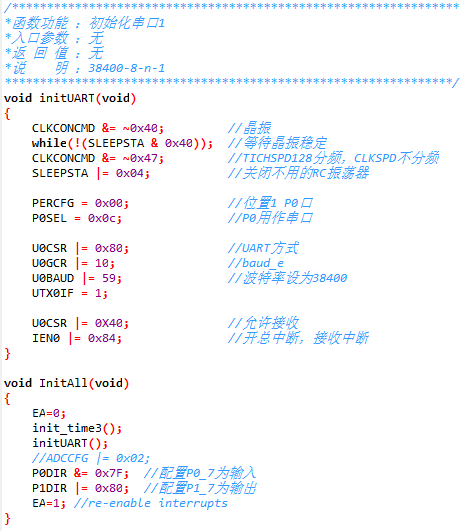 /***************************************************************
*函数功能 ：初始化串口1
*入口参数 ：无
*返 回 值 ：无
*说    明 ：38400-8-n-1
***************************************************************/
void initUART(void)
{
    CLKCONCMD &= ~0x40;         //晶振
    while(!(SLEEPSTA & 0x40));  //等待晶振稳定
    CLKCONCMD &= ~0x47;         //TICHSPD128分频，CLKSPD不分频
    SLEEPSTA |= 0x04;           //关闭不用的RC振荡器
    PERCFG = 0x00;              //位置1 P0口
    P0SEL = 0x0c;               //P0用作串口
    U0CSR |= 0x80;              //UART方式
    U0GCR |= 10;                //baud_e
    U0BAUD |= 59;               //波特率设为38400
    UTX0IF = 1;
    U0CSR |= 0X40;              //允许接收
    IEN0 |= 0x84;               //开总中断，接收中断
}
void InitAll(void)
{
    EA=0;
    init_time3();
    initUART();
    //ADCCFG |= 0x02;
    P0DIR &= 0x7F;  //配置P0_7为输入
    P1DIR |= 0x80;  //配置P1_7为输出
    EA=1; //re-enable interrupts
}